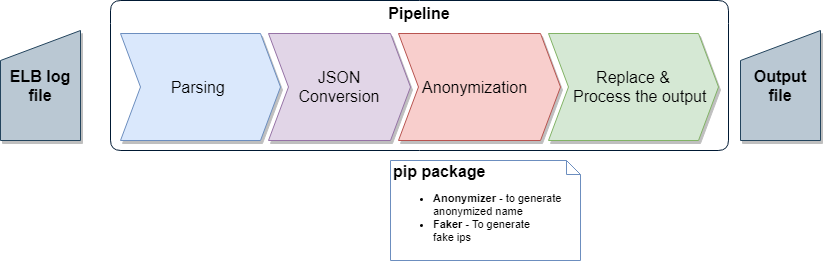 Pipeline
ELB log
file
Parsing
JSON
Conversion
Anonymization
Replace &
Process the output
Output
file
pip package
• Anonymizer - to generate
anonymized name
• Faker - To generate
fake ips